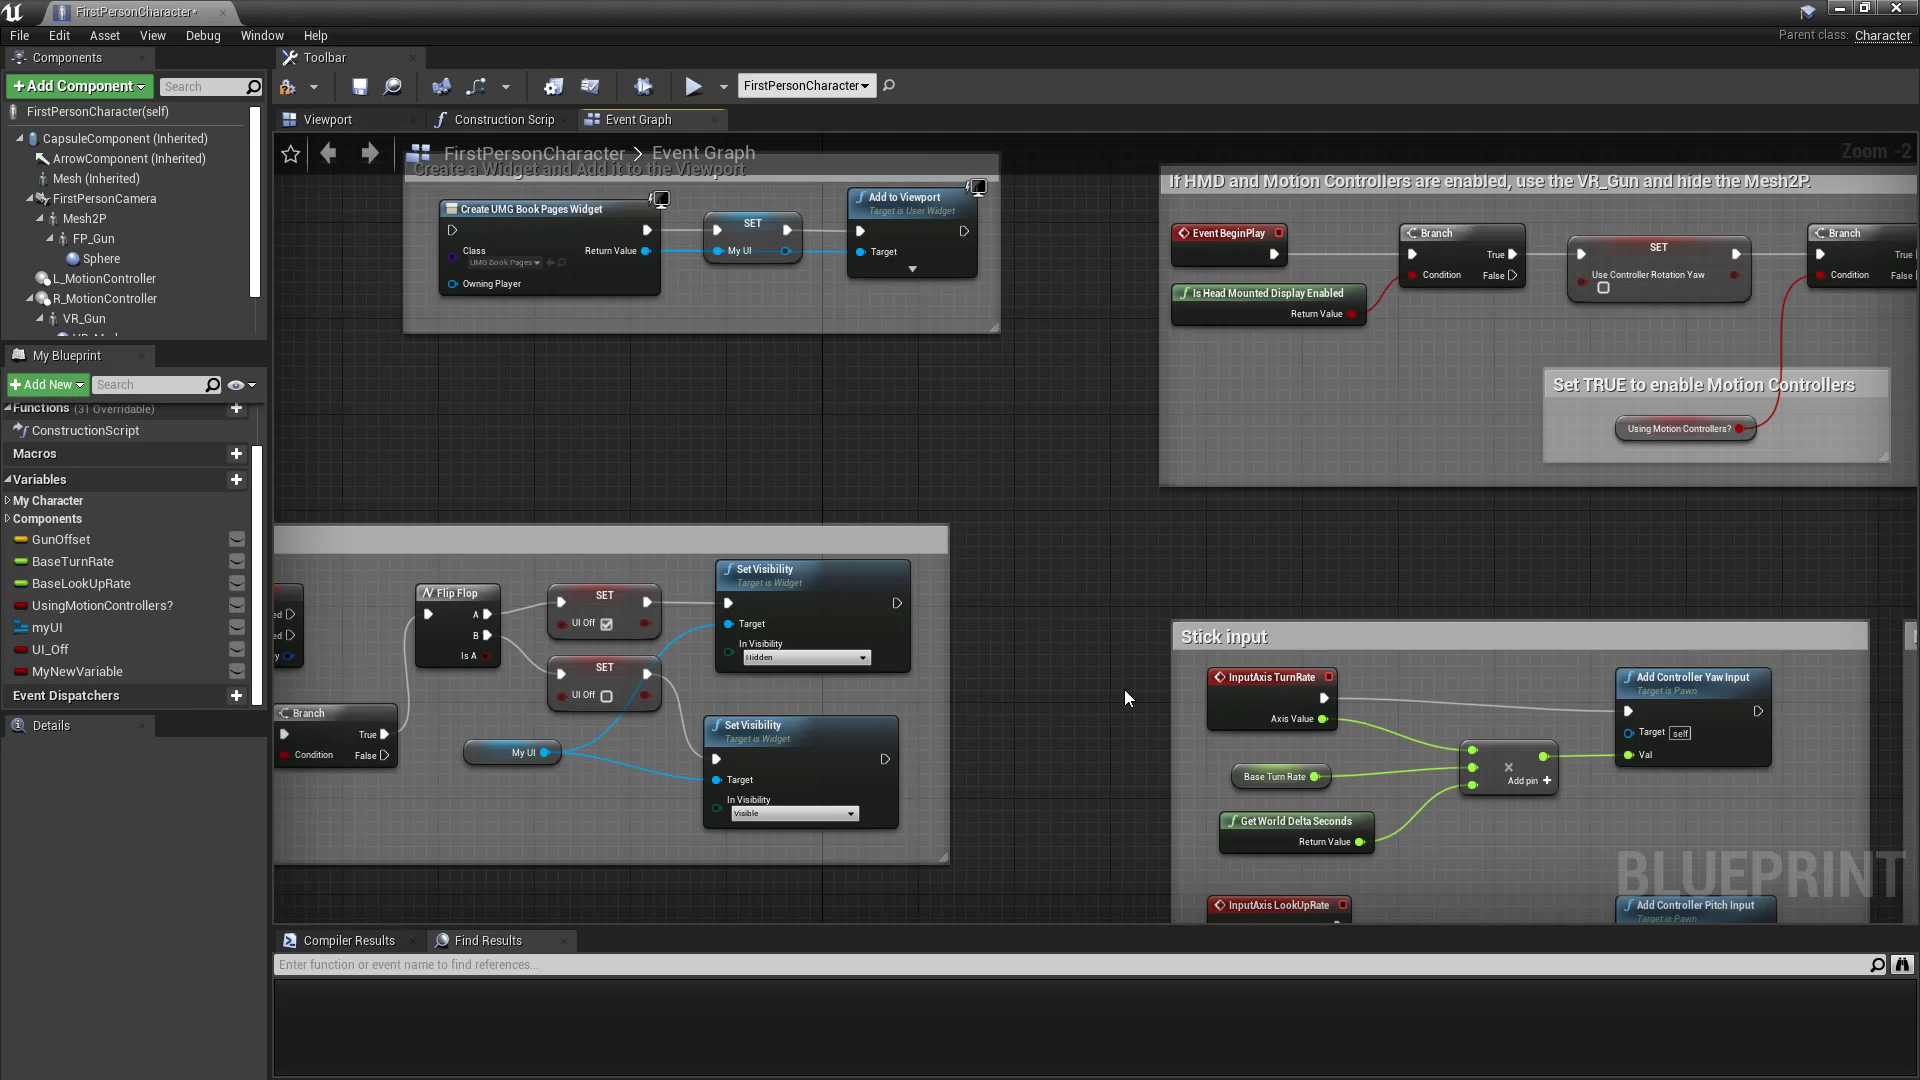 FirstPersonCharacter*
File Edit Asset View Debug Window Help
Parent class: Character
Components
Toolbar
+ Add Component
Search
FirstPersonCharacter
FirstPersonCharacter(self)
CapsuleComponent (Inherited)
ArrowComponent (Inherited)
Mesh (Inherited)
FirstPersonCamera
Mesh2P
FP_Gun
Sphere
L_MotionController
R_MotionController
VR_Gun
My Blueprint
+ Add New
Search
Functions (31 Overridable)
ConstructionScript
Macros
Variables
My Character
Components
GunOffset
BaseTurnRate
BaseLookUpRate
UsingMotionControllers?
myUI
UI_Off
MyNewVariable
Event Dispatchers
Details
Viewport
Construction Scrip
Event Graph
FirstPersonCharacter > Event Graph
Zoom -2
Create a Widget and Add it to the Viewport
Create UMG Book Pages Widget
Class
UMG Book Pages
Return Value
Owning Player
SET
My UI
Add to Viewport
Target is User Widget
Target
If HMD and Motion Controllers are enabled, use the VR_Gun and hide the Mesh2P.
Event BeginPlay
Is Head Mounted Display Enabled
Return Value
Branch
True
Condition
False
SET
Use Controller Rotation Yaw
Branch
True
Condition
False
Set TRUE to enable Motion Controllers
Using Motion Controllers?
Flip Flop
A
B
Is A
Branch
True
Condition
False
SET
UI Off
SET
UI Off
My UI
Set Visibility
Target is Widget
Target
In Visibility
Hidden
Set Visibility
Target is Widget
Target
In Visibility
Visible
Stick input
InputAxis TurnRate
Axis Value
Base Turn Rate
Get World Delta Seconds
Return Value
Add pin +
Add Controller Yaw Input
Target is Pawn
Target self
Val
InputAxis LookUpRate
Add Controller Pitch Input
Target is Pawn
BLUEPRINT
Compiler Results
Find Results
Enter function or event name to find references...